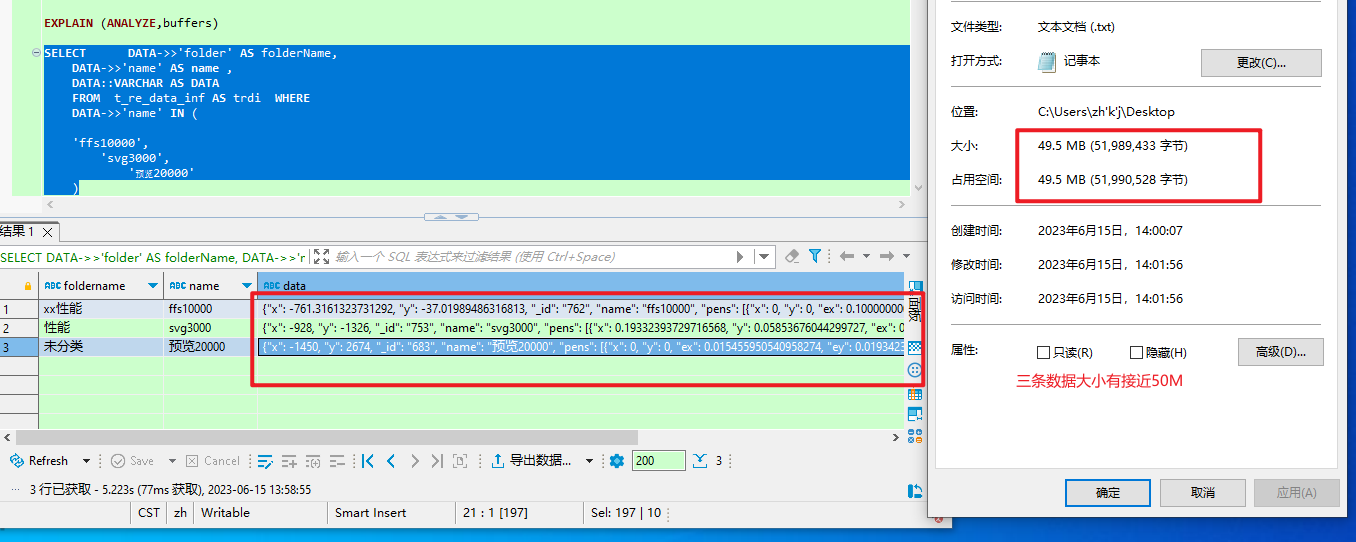 EXPLAIN (ANALYZE,buffers)
SELECT DATA->>'folder' AS folderName,
DATA->>'name' AS name ,
DATA::VARCHAR AS DATA
FROM t_re_data_inf AS trdi WHERE
DATA->>'name' IN (
'ffs10000',
'svg3000',
'预览20000'
)
结果 1
SELECT DATA->>'folder' AS folderName, DATA->>'r
输入一个 SQL 表达式来过滤结果 (使用 Ctrl+Space)
ABC foldername ABC name ABC data
1 xx性能 ffs10000 {"x": -761.3161323731292, "y": -37.01989486316813, "_id": "762", "name": "ffs10000", "pens": [{"x": 0, "y": 0, "ex": 0.10000000
2 性能 svg3000 {"x": -928, "y": -1326, "_id": "753", "name": "svg3000", "pens": [{"x": 0.19332393729716568, "y": 0.05853676044299727, "ex": 0
3 未分类 预览20000 {"x": -1450, "y": 2674, "_id": "683", "name": "预览20000", "pens": [{"x": 0, "y": 0, "ex": 0.015455950540958274, "ey": 0.0193423
Refresh Save Cancel 导出数据... 200 3
3 行已获取 - 5.223s (77ms 获取), 2023-06-15 13:58:55
CST zh Writable Smart Insert 21 : 1 [197] Sel: 197 | 10
文件类型: 文本文档 (.txt)
打开方式: 记事本 更改(C)...
位置: C:\Users\zh'k'j\Desktop
大小: 49.5 MB (51,989,433 字节)
占用空间: 49.5 MB (51,990,528 字节)
创建时间: 2023年6月15日，14:00:07
修改时间: 2023年6月15日，14:01:56
访问时间: 2023年6月15日，14:01:56
属性: 只读(R) 隐藏(H) 高级(D)...
三条数据大小有接近50M
确定 取消 应用(A)